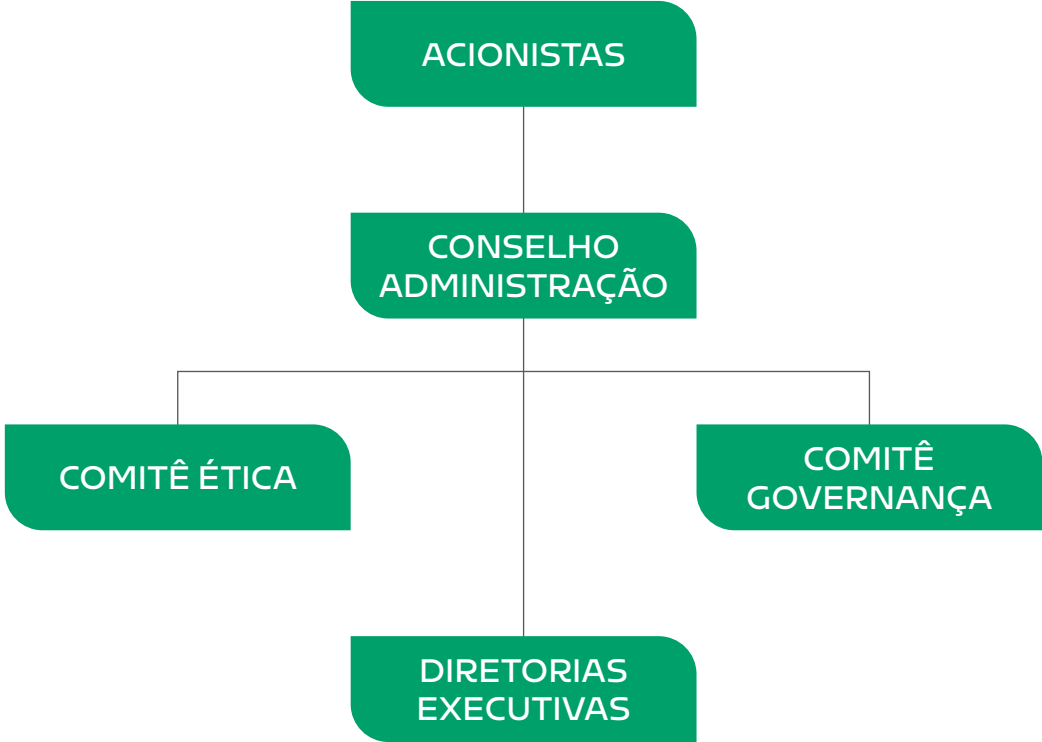 ACIONISTAS
CONSELHO
ADMINISTRAÇÃO
COMITÊ ÉTICA
COMITÊ
GOVERNANÇA
DIRETORIAS
EXECUTIVAS